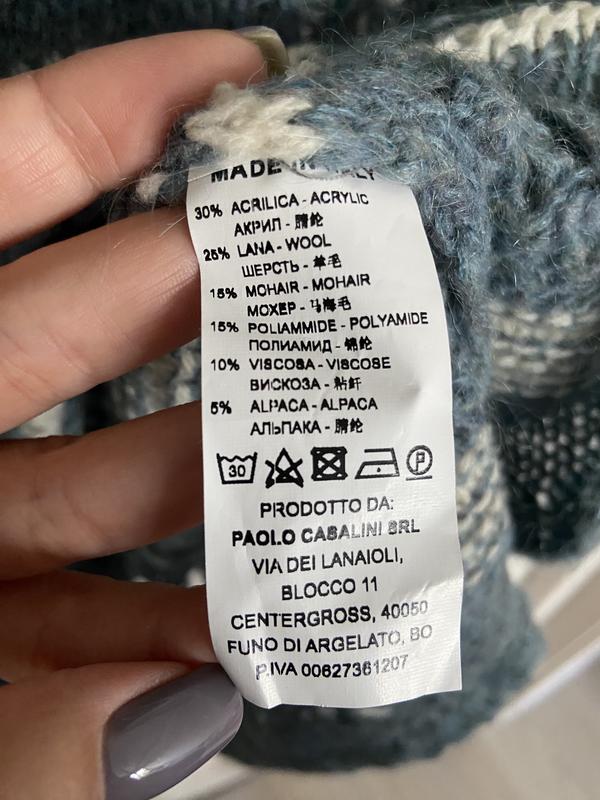 MADE IN ITALY
30% ACRILICA - ACRYLIC
АКРИЛ - 腈纶
25% LANA - WOOL
ШЕРСТЬ - 羊毛
15% MOHAIR - MOHAIR
МОХЕР - 马海毛
15% POLIAMMIDE - POLYAMIDE
ПОЛИАМИД - 锦纶
10% VISCOSA - VISCOSE
ВИСКОЗА - 粘纤
5% ALPACA - ALPACA
АЛЬПАКА - 腈纶
30 P
PRODOTTO DA:
PAOLO CASALINI SRL
VIA DEI LANAIOLI,
BLOCCO 11
CENTERGROSS, 40050
FUNO DI ARGELATO, BO
P.IVA 00627361207